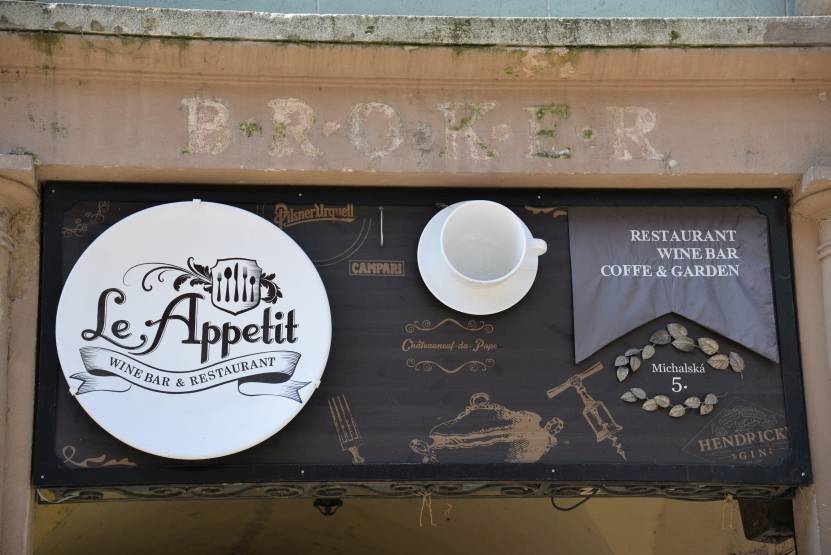 B·R·O·K·E·R
Le Appetit
WINE BAR & RESTAURANT
Pilsner Urquell
CAMPARI
Châteauneuf-du-Pape
RESTAURANT
WINE BAR
COFFE & GARDEN
Michalská
5.
HENDRICK'S
GIN